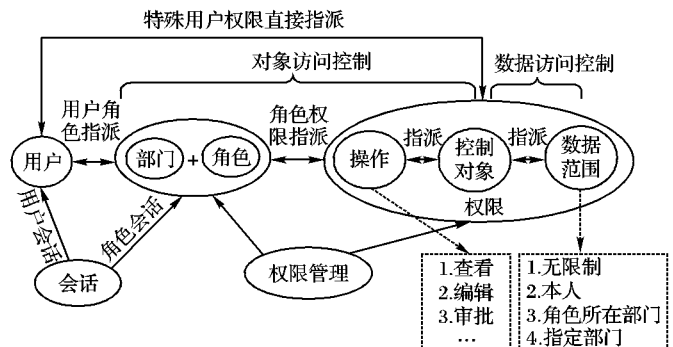 特殊用户权限直接指派
对象访问控制
数据访问控制
用户角
色指派
角色权
限指派
用户
部门
+
角色
操作
指派
控制
对象
指派
数据
范围
权限
用户会话
角色会话
会话
权限管理
1.查看
2.编辑
3.审批
…
1.无限制
2.本人
3.角色所在部门
4.指定部门